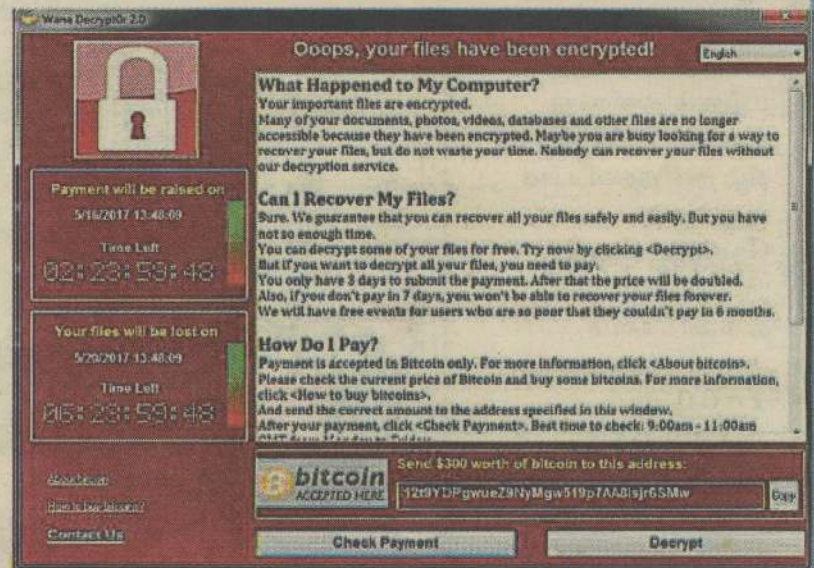 Wana Decrypt0r 2.0
Ooops, your files have been encrypted!
English
What Happened to My Computer?
Your important files are encrypted.
Many of your documents, photos, videos, databases and other files are no longer
accessible because they have been encrypted. Maybe you are busy looking for a way to
recover your files, but do not waste your time. Nobody can recover your files without
our decryption service.
Can I Recover My Files?
Sure. We guarantee that you can recover all your files safely and easily. But you have
not so enough time.
You can decrypt some of your files for free. Try now by clicking <Decrypt>.
But if you want to decrypt all your files, you need to pay.
You only have 3 days to submit the payment. After that the price will be doubled.
Also, if you don't pay in 7 days, you won't be able to recover your files forever.
We will have free events for users who are so poor that they couldn't pay in 6 months.
How Do I Pay?
Payment is accepted in Bitcoin only. For more information, click <About bitcoin>.
Please check the current price of Bitcoin and buy some bitcoins. For more information,
click <How to buy bitcoins>.
And send the correct amount to the address specified in this window.
After your payment, click <Check Payment>. Best time to check: 9:00am - 11:00am
GMT from Monday to Friday.
Payment will be raised on
5/16/2017 13:48:09
Time Left
02:23:59:48
Your files will be lost on
5/20/2017 13:48:09
Time Left
06:23:59:48
About bitcoin
How to buy bitcoins?
Contact Us
bitcoin
ACCEPTED HERE
Send $300 worth of bitcoin to this address:
Copy
Check Payment
Decrypt